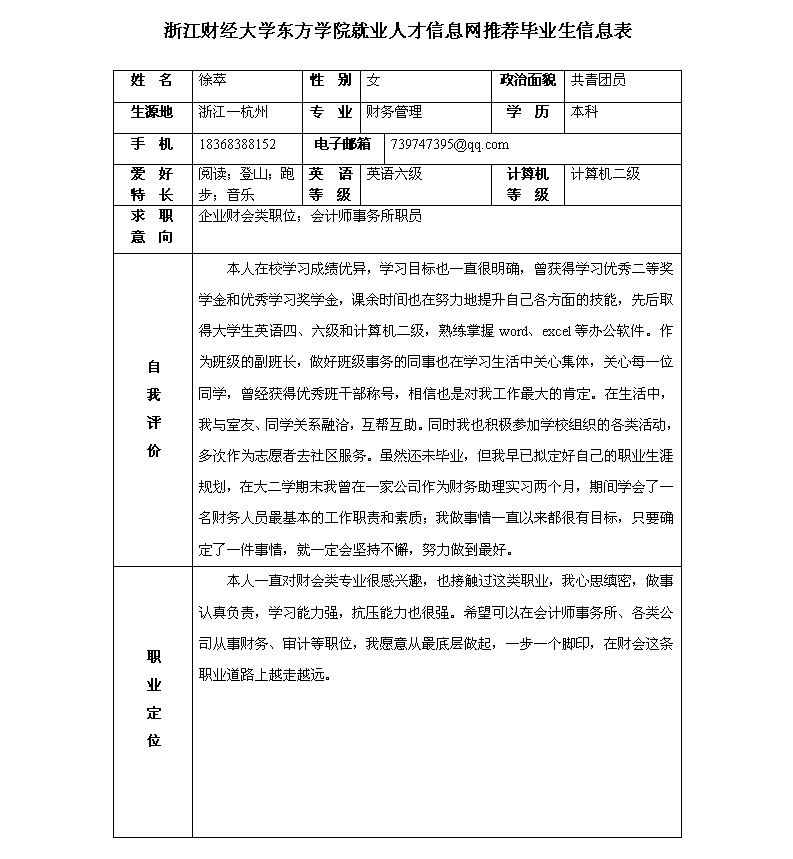 浙江财经大学东方学院就业人才信息网推荐毕业生信息表
姓 名 徐萃 性 别 女 政治面貌 共青团员
生源地 浙江—杭州 专 业 财务管理 学 历 本科
手 机 18368388152 电子邮箱 739747395@qq.com
爱 好 阅读；登山；跑 英 语 英语六级 计算机 计算机二级
特 长 步；音乐 等 级 等 级
求 职 企业财会类职位；会计师事务所职员
意 向
自
我
评
价
本人在校学习成绩优异，学习目标也一直很明确，曾获得学习优秀二等奖
学金和优秀学习奖学金，课余时间也在努力地提升自己各方面的技能，先后取
得大学生英语四、六级和计算机二级，熟练掌握 word、excel 等办公软件。作
为班级的副班长，做好班级事务的同事也在学习生活中关心集体，关心每一位
同学，曾经获得优秀班干部称号，相信也是对我工作最大的肯定。在生活中，
我与室友、同学关系融洽，互帮互助。同时我也积极参加学校组织的各类活动，
多次作为志愿者去社区服务。虽然还未毕业，但我早已拟定好自己的职业生涯
规划，在大二学期末我曾在一家公司作为财务助理实习两个月，期间学会了一
名财务人员最基本的工作职责和素质；我做事情一直以来都很有目标，只要确
定了一件事情，就一定会坚持不懈，努力做到最好。
职
业
定
位
本人一直对财会类专业很感兴趣，也接触过这类职业，我心思缜密，做事
认真负责，学习能力强，抗压能力也很强。希望可以在会计师事务所、各类公
司从事财务、审计等职位，我愿意从最底层做起，一步一个脚印，在财会这条
职业道路上越走越远。